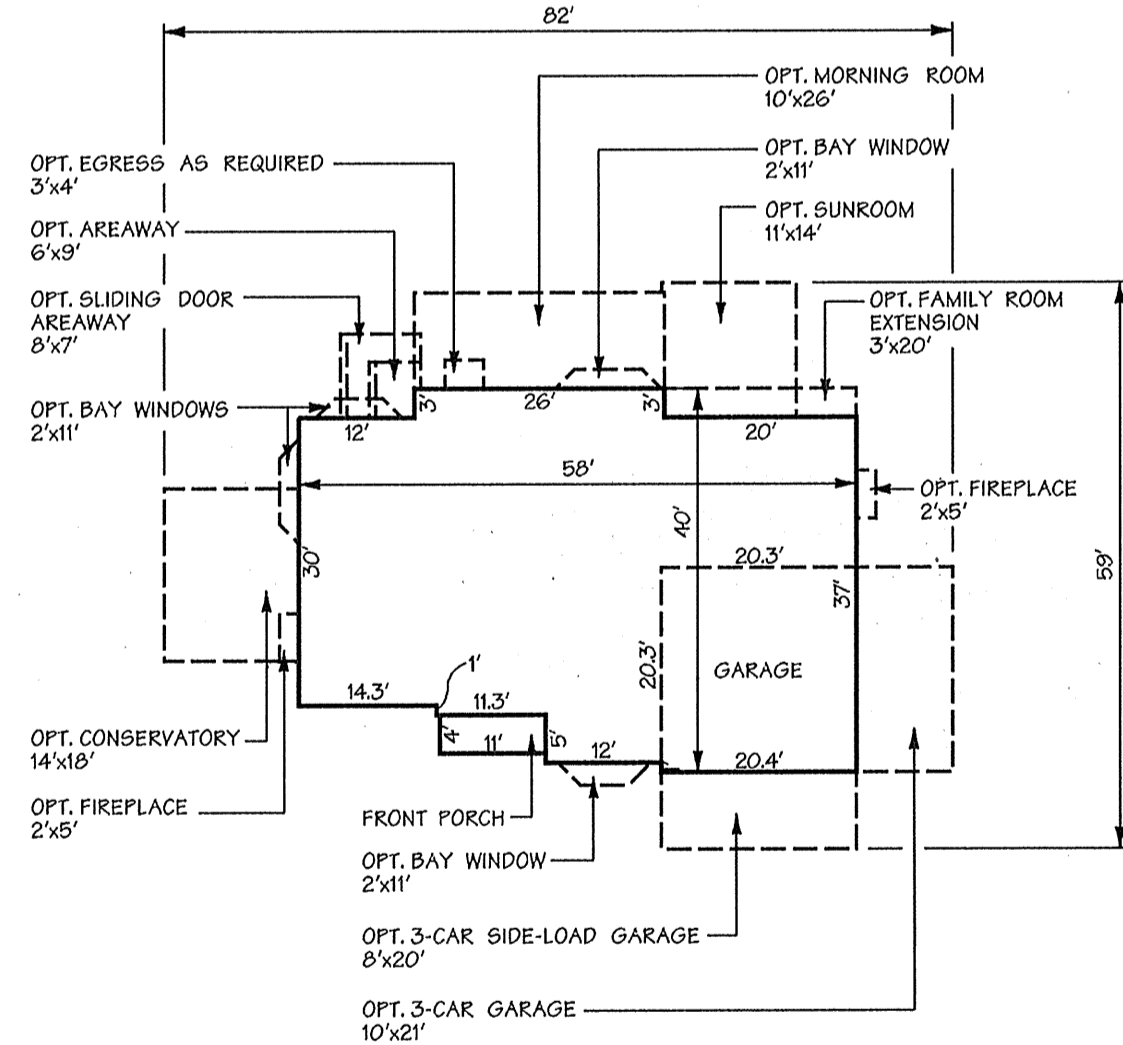 82'
OPT. MORNING ROOM
10'x26'
OPT. BAY WINDOW
2'x11'
OPT. EGRESS AS REQUIRED
3'x4'
OPT. SUNROOM
11'x14'
OPT. AREAWAY
6'x9'
OPT. SLIDING DOOR
AREAWAY
8'x7'
OPT. FAMILY ROOM
EXTENSION
3'x20'
OPT. BAY WINDOWS
2'x11'
12'
3'
26'
3'
20'
58'
OPT. FIREPLACE
2'x5'
40'
30'
20.3'
37'
59'
20.3'
GARAGE
1'
14.3'
11.3'
4'
11'
5'
12'
20.4'
OPT. CONSERVATORY
14'x18'
OPT. FIREPLACE
2'x5'
FRONT PORCH
OPT. BAY WINDOW
2'x11'
OPT. 3-CAR SIDE-LOAD GARAGE
8'x20'
OPT. 3-CAR GARAGE
10'x21'